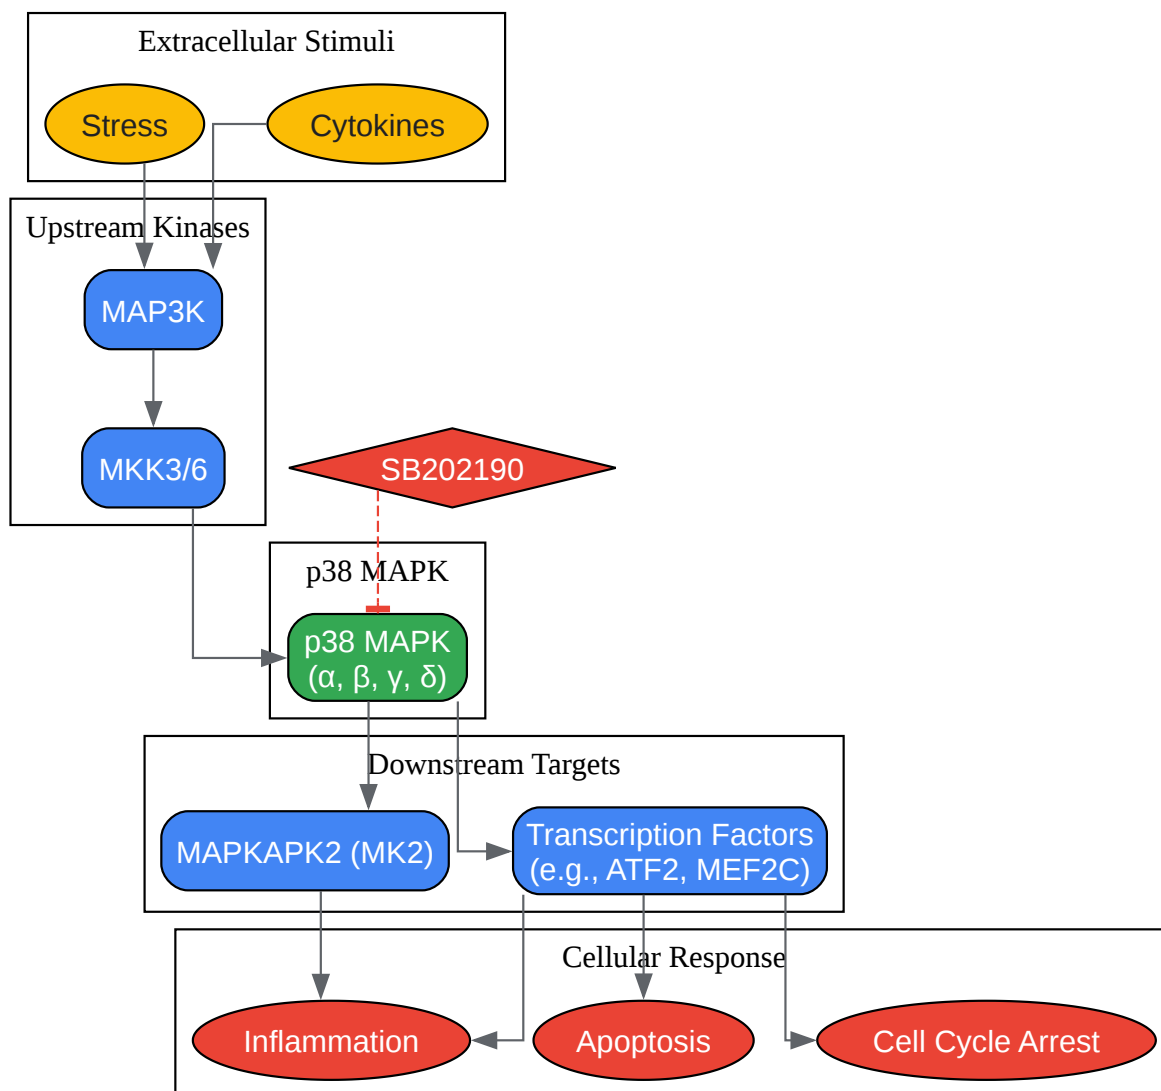 Extracellular Stimuli
Stress
Cytokines
Upstream Kinases
MAP3K
MKK3/6
SB202190
p38 MAPK
p38 MAPK
(α, β, γ, δ)
Downstream Targets
MAPKAPK2 (MK2)
Transcription Factors
(e.g., ATF2, MEF2C)
Cellular Response
Inflammation
Apoptosis
Cell Cycle Arrest